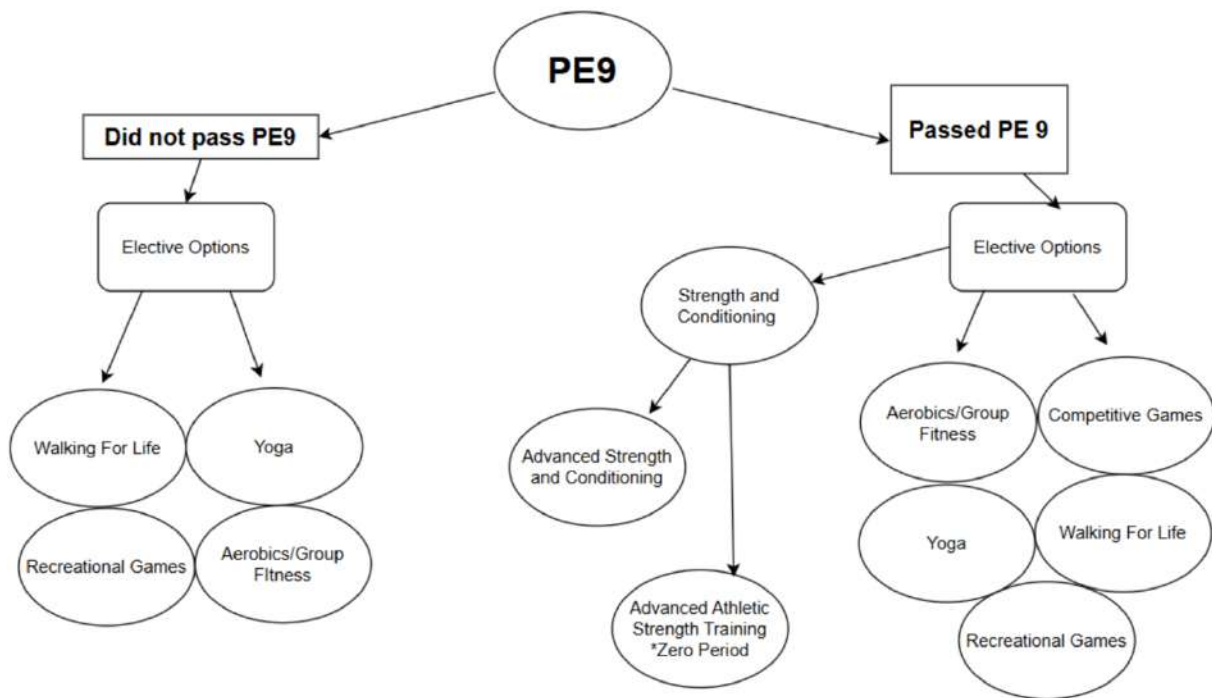 PE9
Did not pass PE9
Passed PE 9
Elective Options
Elective Options
Strength and
Conditioning
Walking For Life
Yoga
Recreational Games
Aerobics/Group
FItness
Advanced Strength
and Conditioning
Advanced Athletic
Strength Training
*Zero Period
Aerobics/Group
Fitness
Competitive Games
Yoga
Walking For Life
Recreational Games